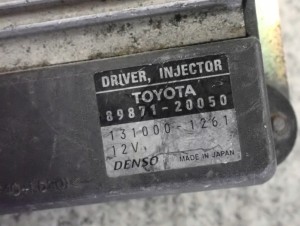 DRIVER, INJECTOR
TOYOTA
89871-20050
131000-1261
12V
DENSO MADE IN JAPAN